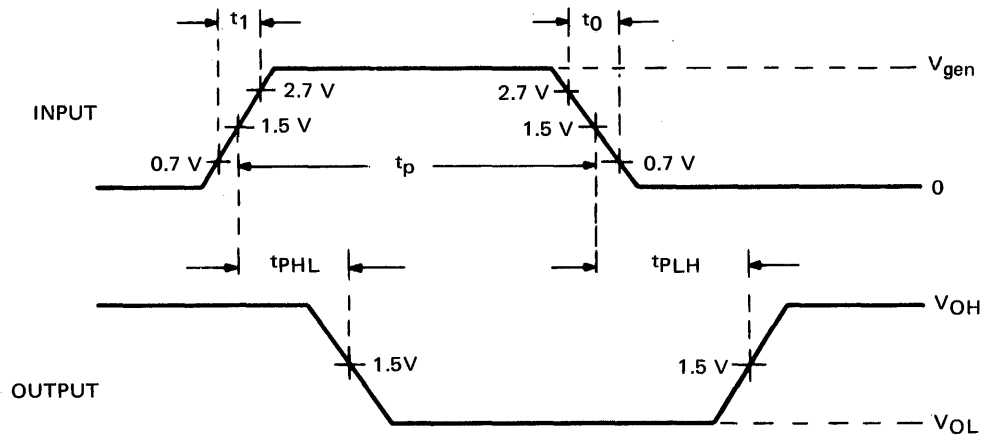 t1
t0
Vgen
2.7 V
2.7 V
INPUT
1.5 V
1.5 V
0.7 V
tp
0.7 V
0
tPHL
tPLH
VOH
1.5V
1.5 V
OUTPUT
VOL